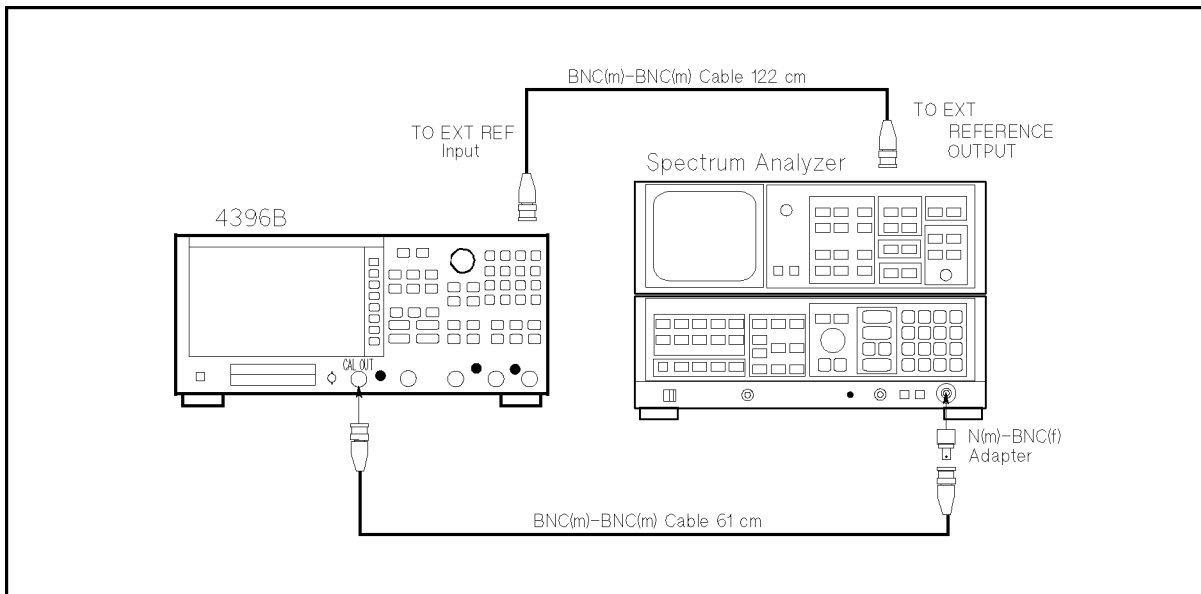 BNC(m)-BNC(m) Cable 122 cm
TO EXT REF
Input
TO EXT
REFERENCE
OUTPUT
Spectrum Analyzer
4396B
CAL OUT
N(m)-BNC(f)
Adapter
BNC(m)-BNC(m) Cable 61 cm